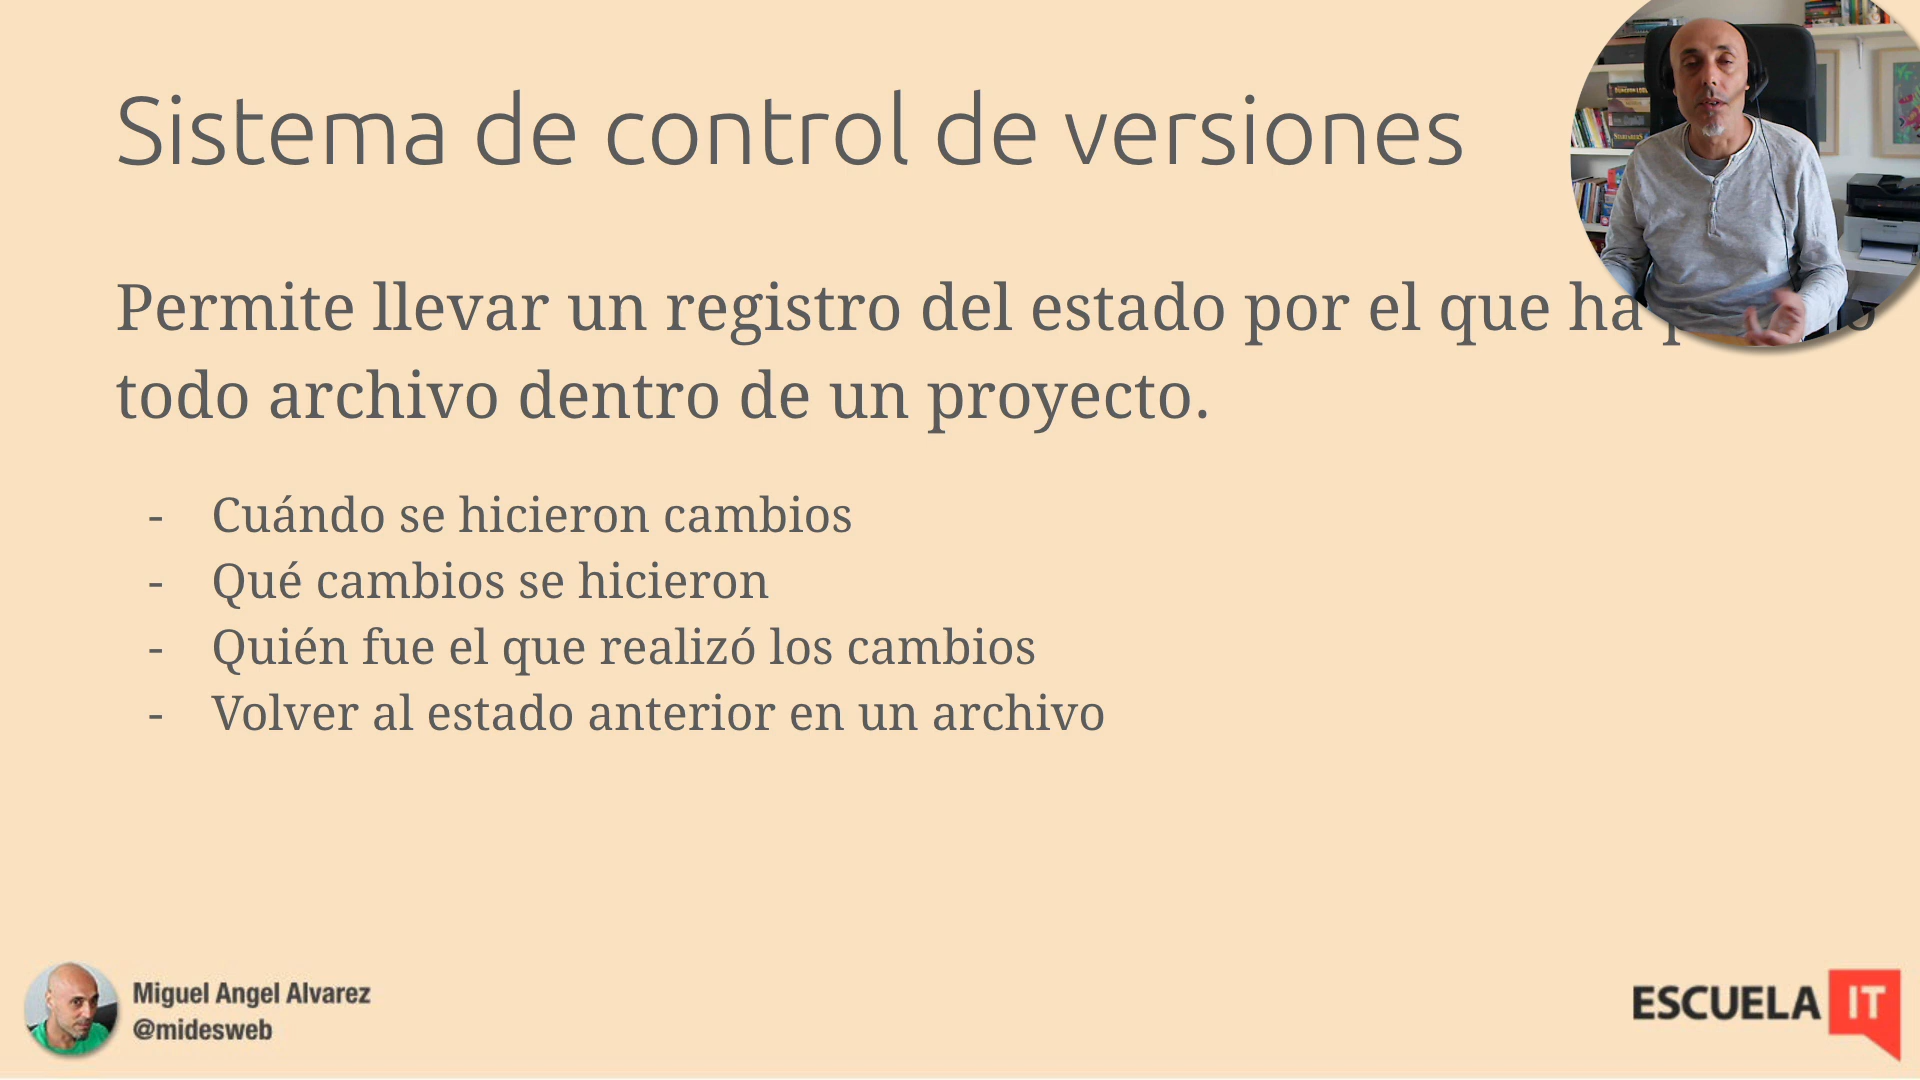 Sistema de control de versiones
Permite llevar un registro del estado por el que ha
todo archivo dentro de un proyecto.
- Cuándo se hicieron cambios
- Qué cambios se hicieron
- Quién fue el que realizó los cambios
- Volver al estado anterior en un archivo
Miguel Angel Alvarez
@midesweb
ESCUELA IT